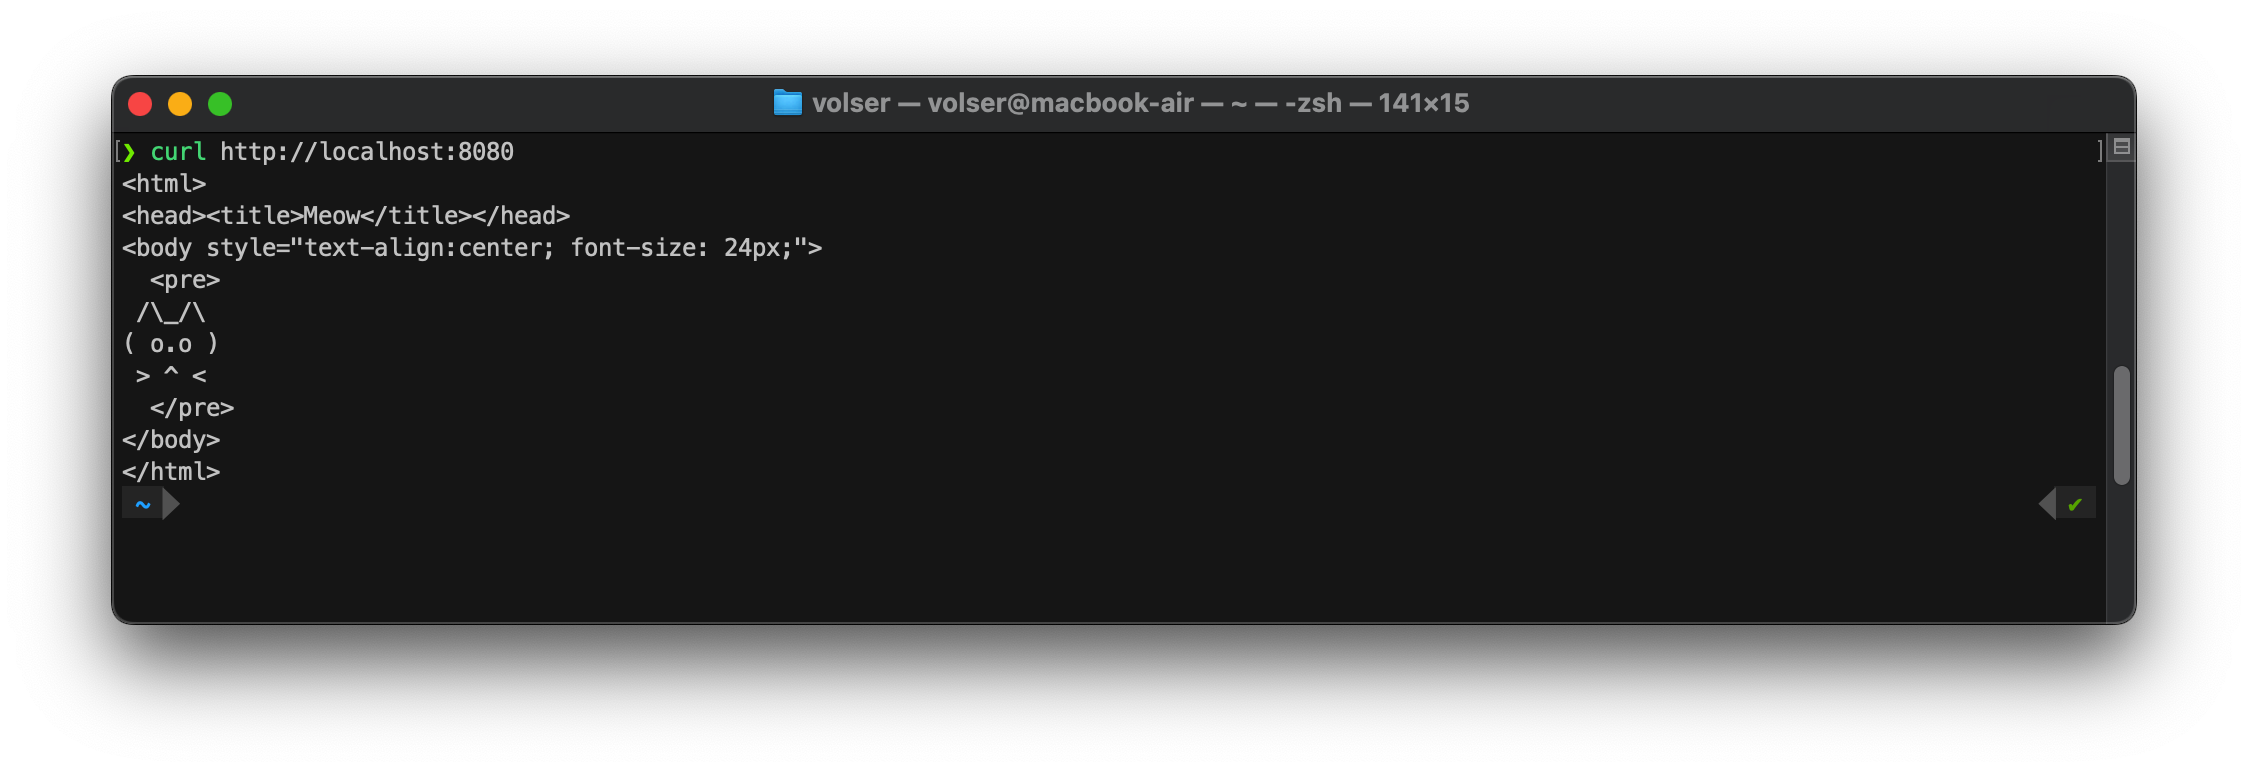 volser — volser@macbook-air — ~ — -zsh — 141×15
[❯ curl http://localhost:8080 ]
<html>
<head><title>Meow</title></head>
<body style="text-align:center; font-size: 24px;">
  <pre>
 /\_/\
( o.o )
 > ^ <
  </pre>
</body>
</html>
~ ✔